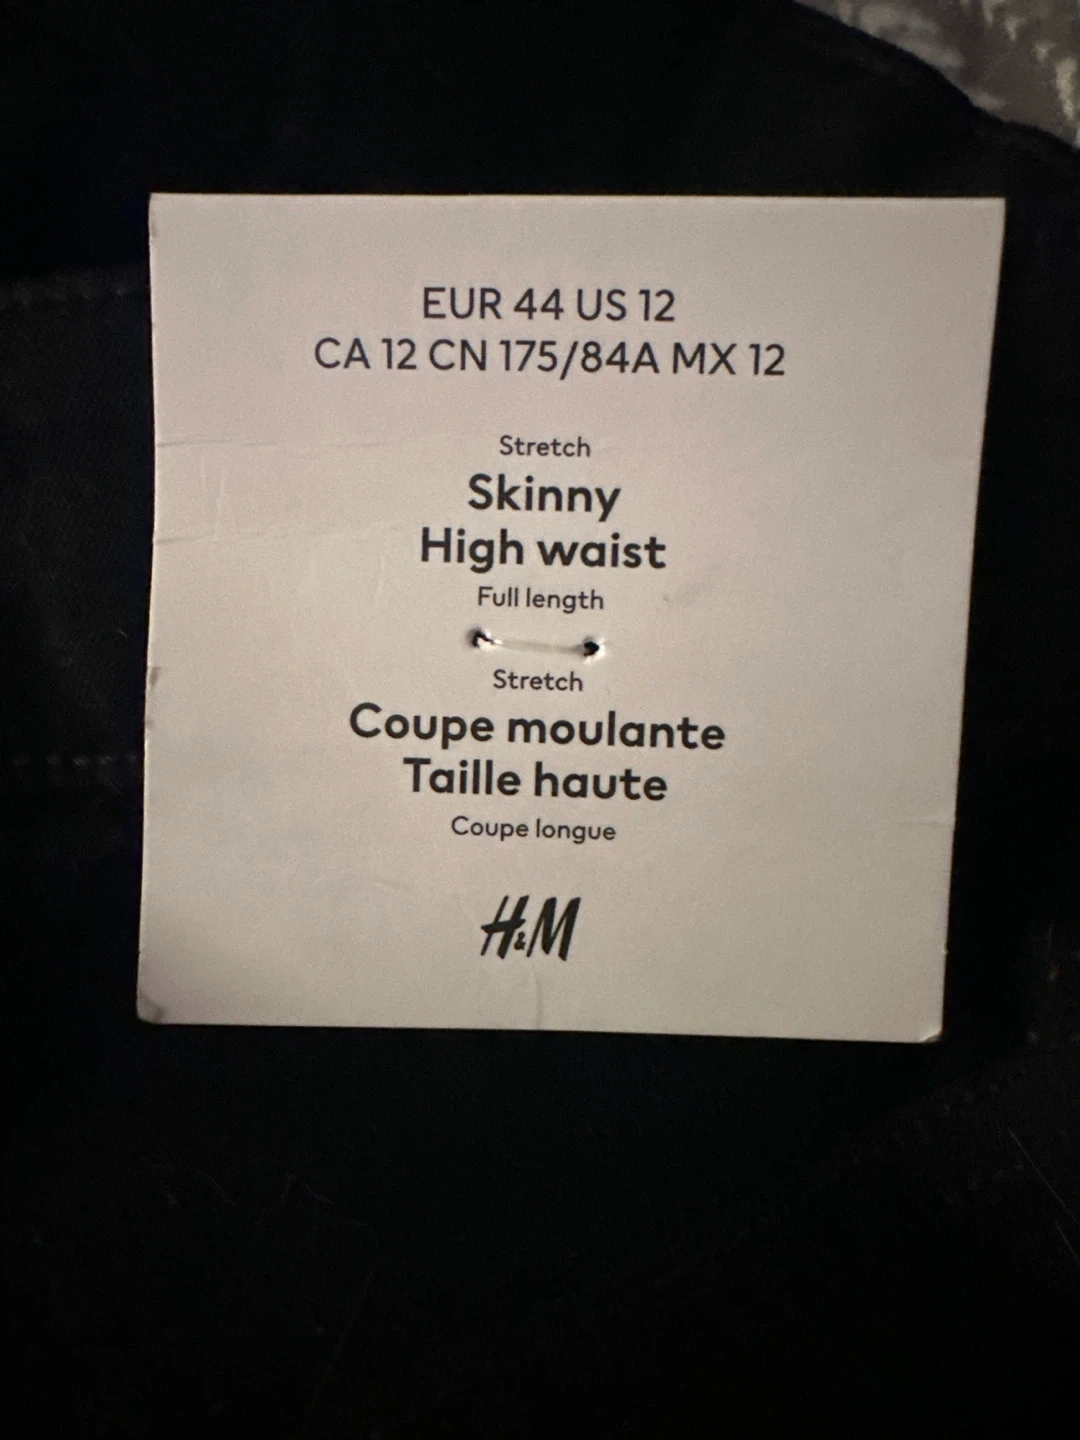 EUR 44 US 12
CA 12 CN 175/84A MX 12
Stretch
Skinny
High waist
Full length
Stretch
Coupe moulante
Taille haute
Coupe longue
H&M